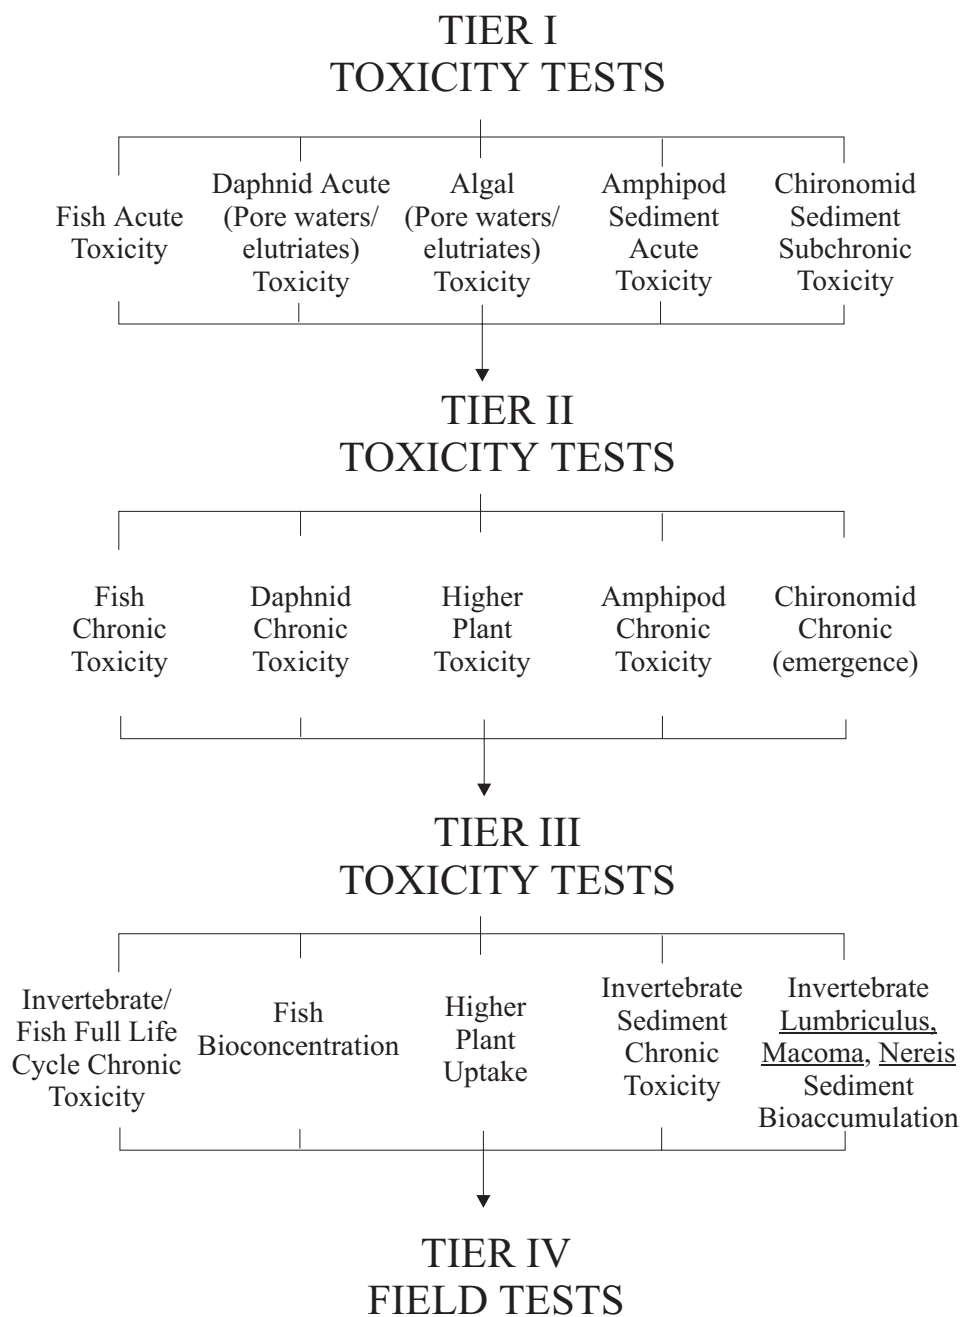 TIER I
TOXICITY TESTS
Fish Acute
Toxicity
Daphnid Acute
(Pore waters/
elutriates)
Toxicity
Algal
(Pore waters/
elutriates)
Toxicity
Amphipod
Sediment
Acute
Toxicity
Chironomid
Sediment
Subchronic
Toxicity
TIER II
TOXICITY TESTS
Fish
Chronic
Toxicity
Daphnid
Chronic
Toxicity
Higher
Plant
Toxicity
Amphipod
Chronic
Toxicity
Chironomid
Chronic
(emergence)
TIER III
TOXICITY TESTS
Invertebrate/
Fish Full Life
Cycle Chronic
Toxicity
Fish
Bioconcentration
Higher
Plant
Uptake
Invertebrate
Sediment
Chronic
Toxicity
Invertebrate
Lumbriculus,
Macoma, Nereis
Sediment
Bioaccumulation
TIER IV
FIELD TESTS